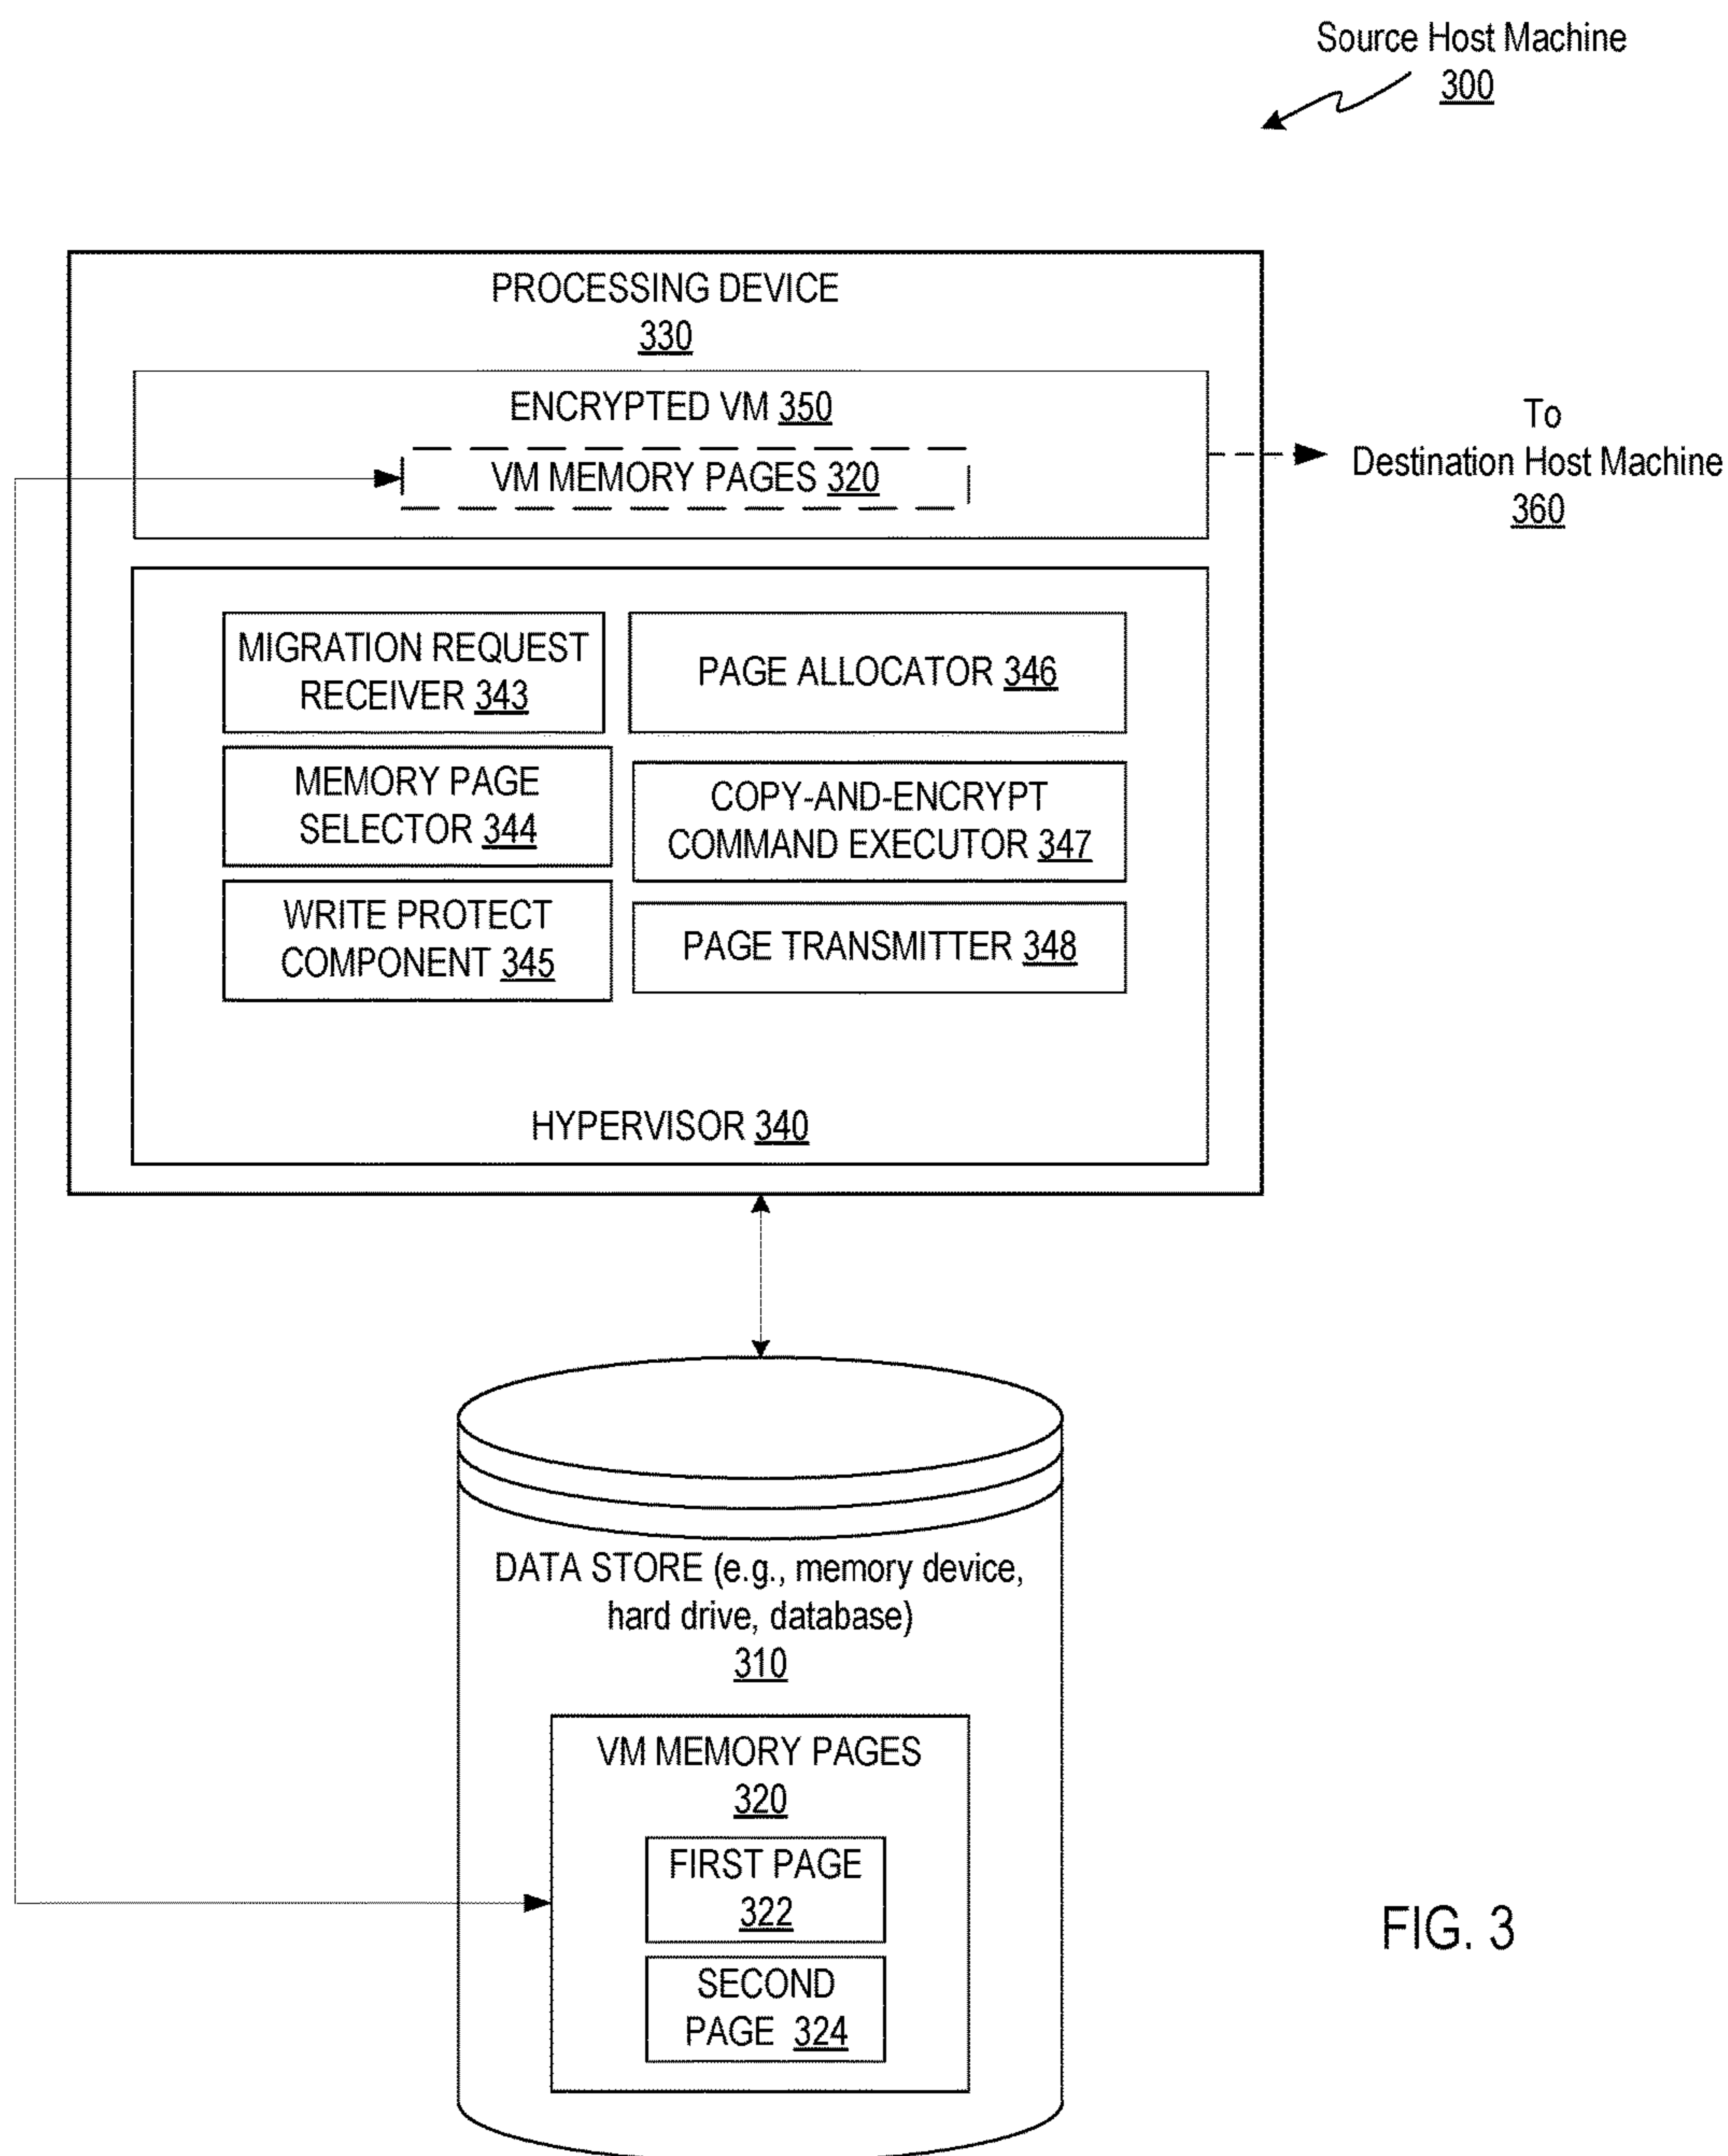 Source Host Machine
300
PROCESSING DEVICE
330
ENCRYPTED VM 350
VM MEMORY PAGES 320
To
Destination Host Machine
360
MIGRATION REQUEST
RECEIVER 343
PAGE ALLOCATOR 346
MEMORY PAGE
SELECTOR 344
COPY-AND-ENCRYPT
COMMAND EXECUTOR 347
WRITE PROTECT
COMPONENT 345
PAGE TRANSMITTER 348
HYPERVISOR 340
DATA STORE (e.g., memory device,
hard drive, database)
310
VM MEMORY PAGES
320
FIRST PAGE
322
SECOND
PAGE 324
FIG. 3